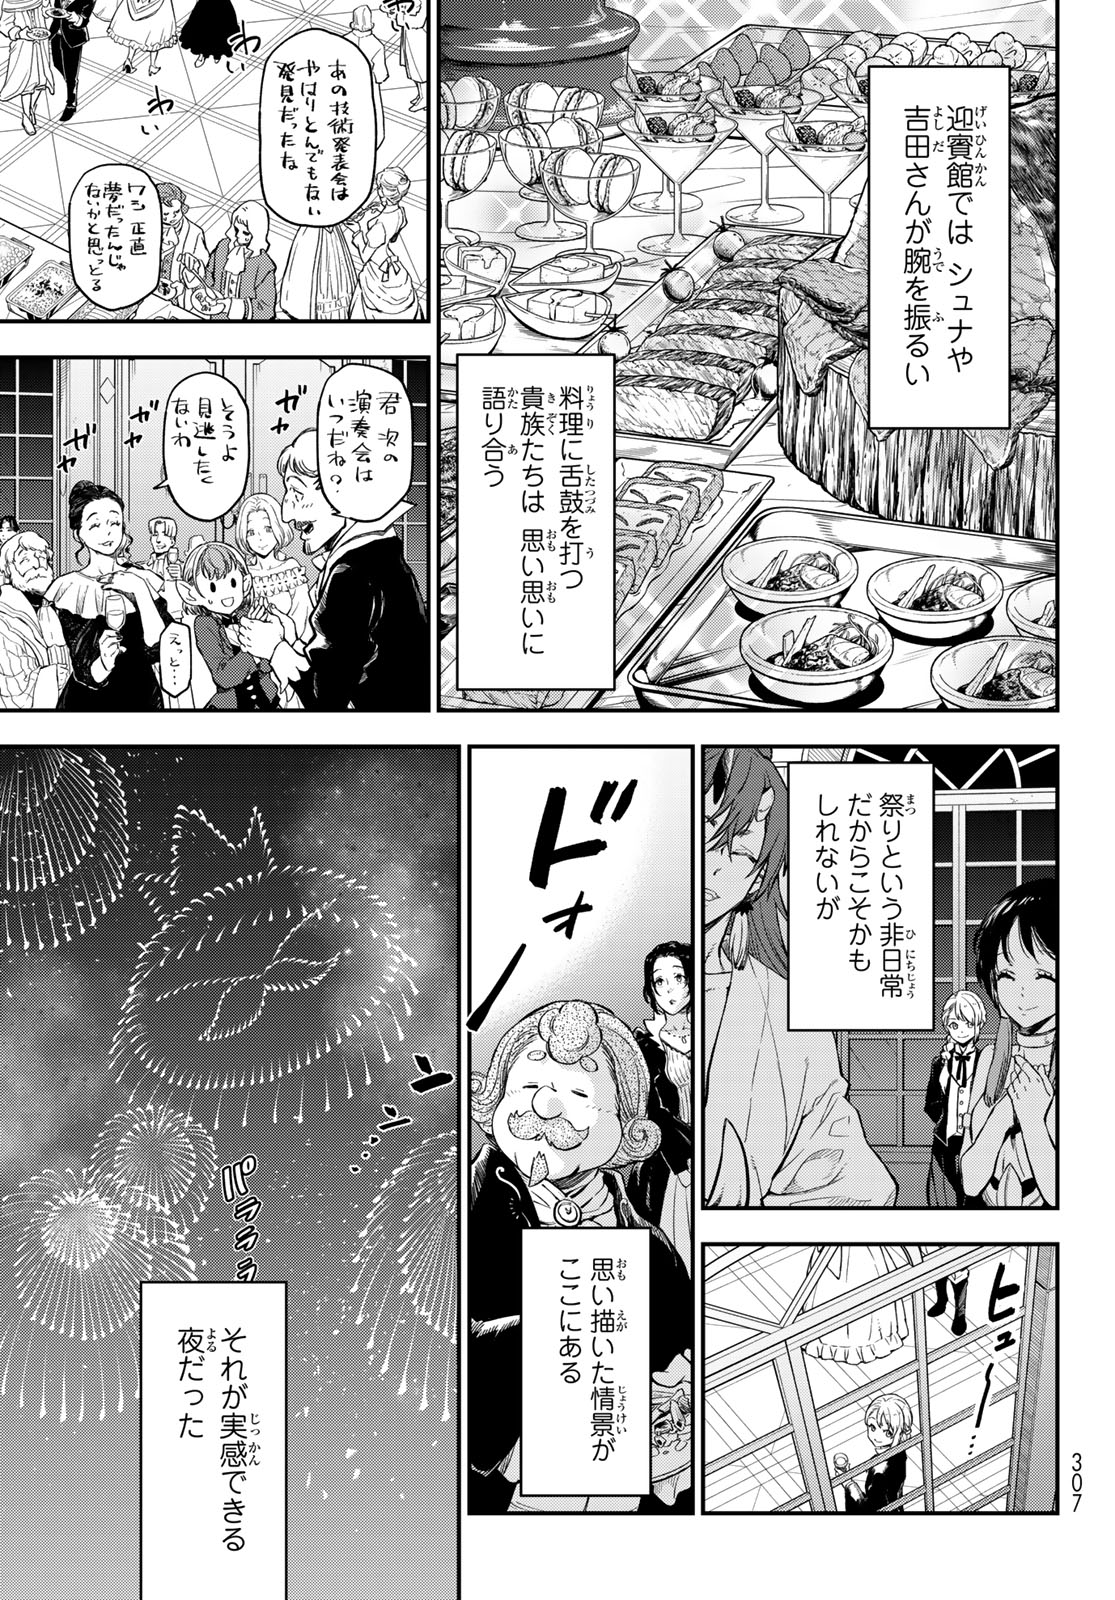 迎賓館では シュナや
吉田さんが腕を振るい
料理に舌鼓を打つ
貴族たちは 思い思いに
語り合う
わい
わい
あの技術発表会は
やはりとんでもない
発見だったね
ワシ 正直
夢だったんじゃ
ないかと思っとる
ガヤ
ガヤ
君 次の
演奏会は
いつだね?
そうよ
見逃したく
ないわ
えっと…
祭りという非日常
だからこそかも
しれないが
ヒュー……
ドォーン
思い描いた情景が
ここにある
パラララ
それが実感できる
夜だった
307